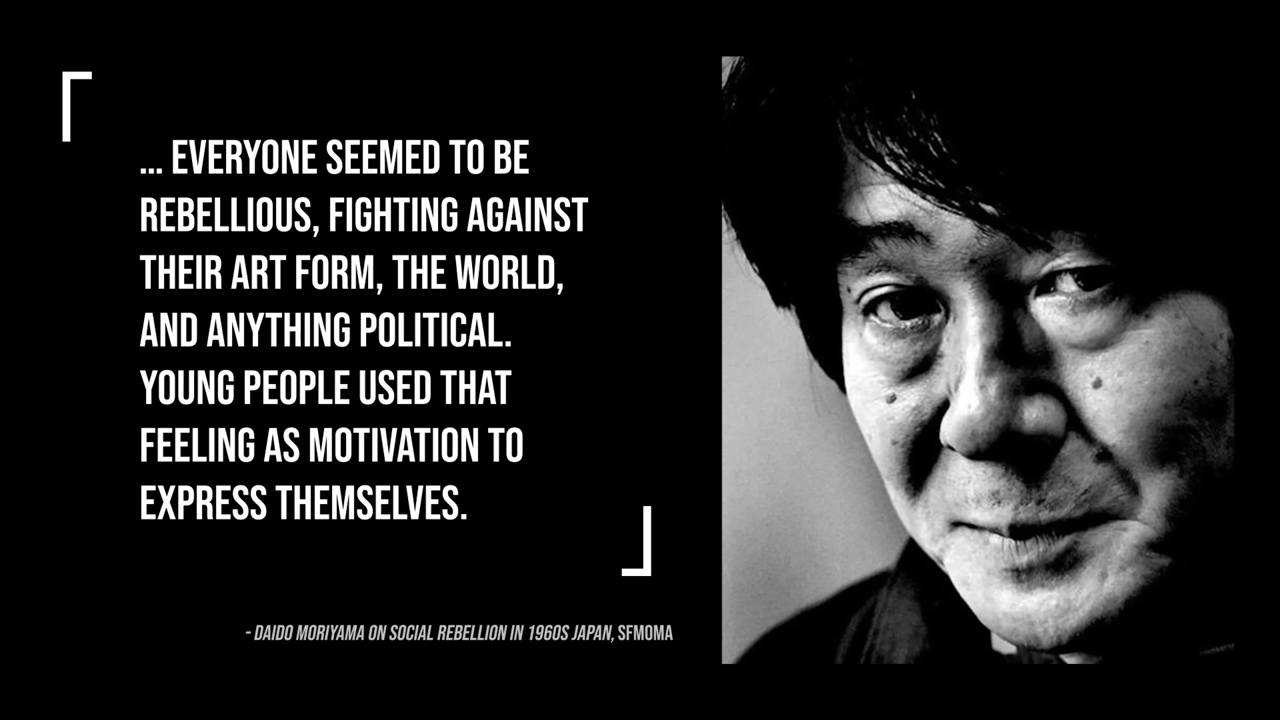 ... EVERYONE SEEMED TO BE
REBELLIOUS, FIGHTING AGAINST
THEIR ART FORM, THE WORLD,
AND ANYTHING POLITICAL.
YOUNG PEOPLE USED THAT
FEELING AS MOTIVATION TO
EXPRESS THEMSELVES.
- DAIDO MORIYAMA ON SOCIAL REBELLION IN 1960S JAPAN, SFMOMA